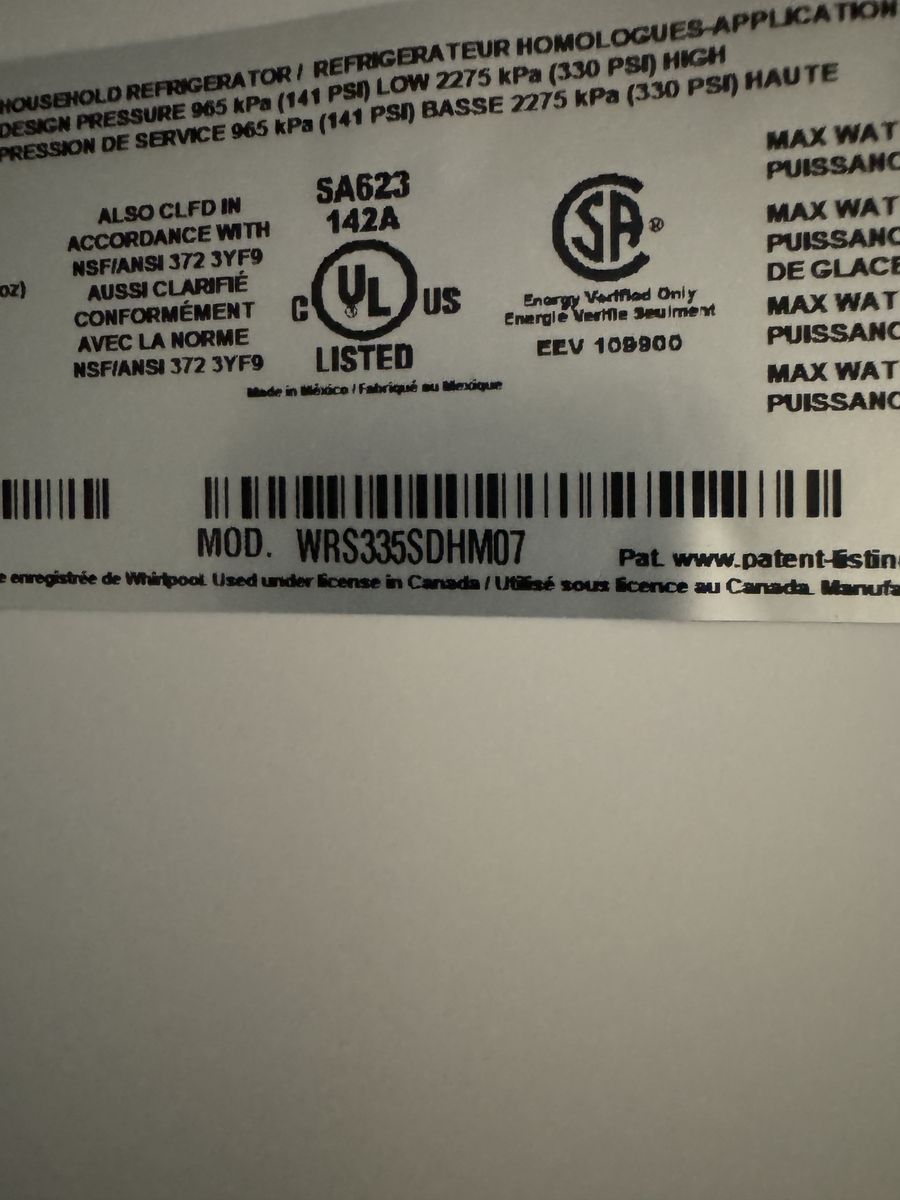 HOUSEHOLD REFRIGERATOR / REFRIGERATEUR HOMOLOGUES-APPLICATION
DESIGN PRESSURE 965 kPa (141 PSI) LOW 2275 kPa (330 PSI) HIGH
PRESSION DE SERVICE 965 kPa (141 PSI) BASSE 2275 kPa (330 PSI) HAUTE
oz)
ALSO CLFD IN
ACCORDANCE WITH
NSF/ANSI 372 3YF9
AUSSI CLARIFIÉ
CONFORMÉMENT
AVEC LA NORME
NSF/ANSI 372 3YF9
SA623
142A
C UL US
®
LISTED
Made in México / Fabriqué au Mexique
CSA ®
Energy Verified Only
Energie Verifie Seulment
EEV 109900
MAX WAT
PUISSANC
MAX WAT
PUISSANC
DE GLACE
MAX WAT
PUISSANC
MAX WAT
PUISSANC
MOD. WRS335SDHM07
Pat. www.patent-listin
e enregistrée de Whirlpool. Used under license in Canada / Utilisé sous licence au Canada. Manufa